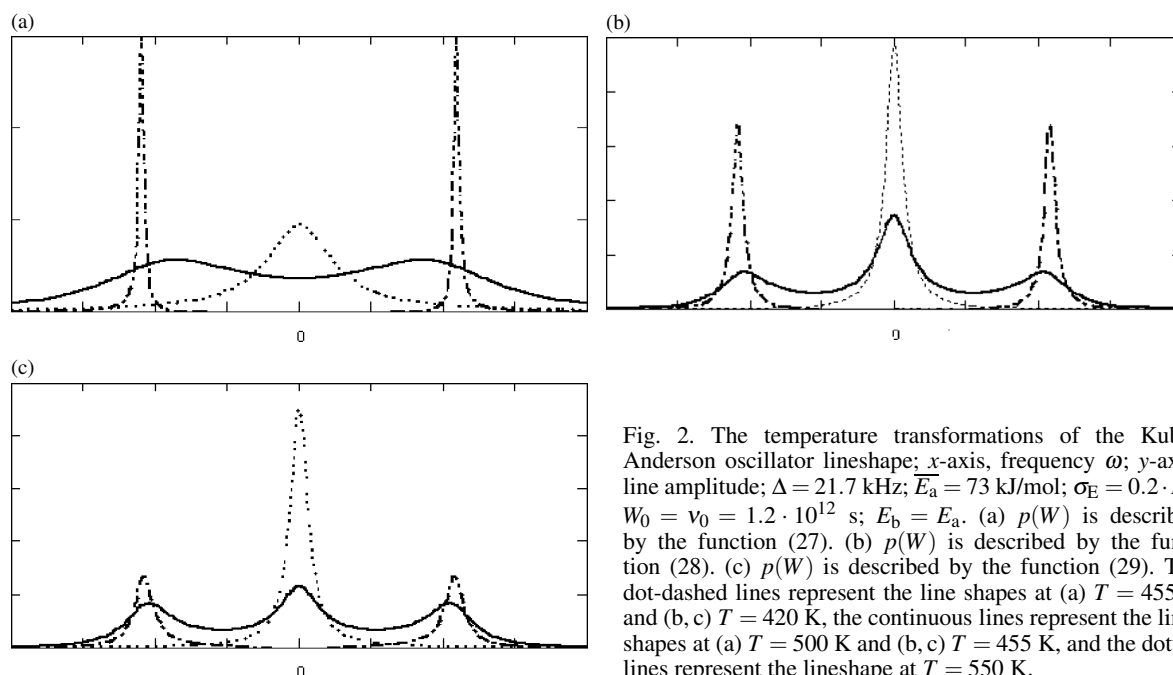 (a)
0
(b)
0
(c)
0
Fig. 2. The temperature transformations of the Kub
Anderson oscillator lineshape; x-axis, frequency ω; y-ax
line amplitude; Δ = 21.7 kHz; E̅a̅ = 73 kJ/mol; σE = 0.2 ·
W0 = ν0 = 1.2 · 10¹² s; Eb = Ea. (a) p(W) is describ
by the function (27). (b) p(W) is described by the fun
tion (28). (c) p(W) is described by the function (29). T
dot-dashed lines represent the line shapes at (a) T = 455
and (b, c) T = 420 K, the continuous lines represent the lin
shapes at (a) T = 500 K and (b, c) T = 455 K, and the dott
lines represent the lineshape at T = 550 K.